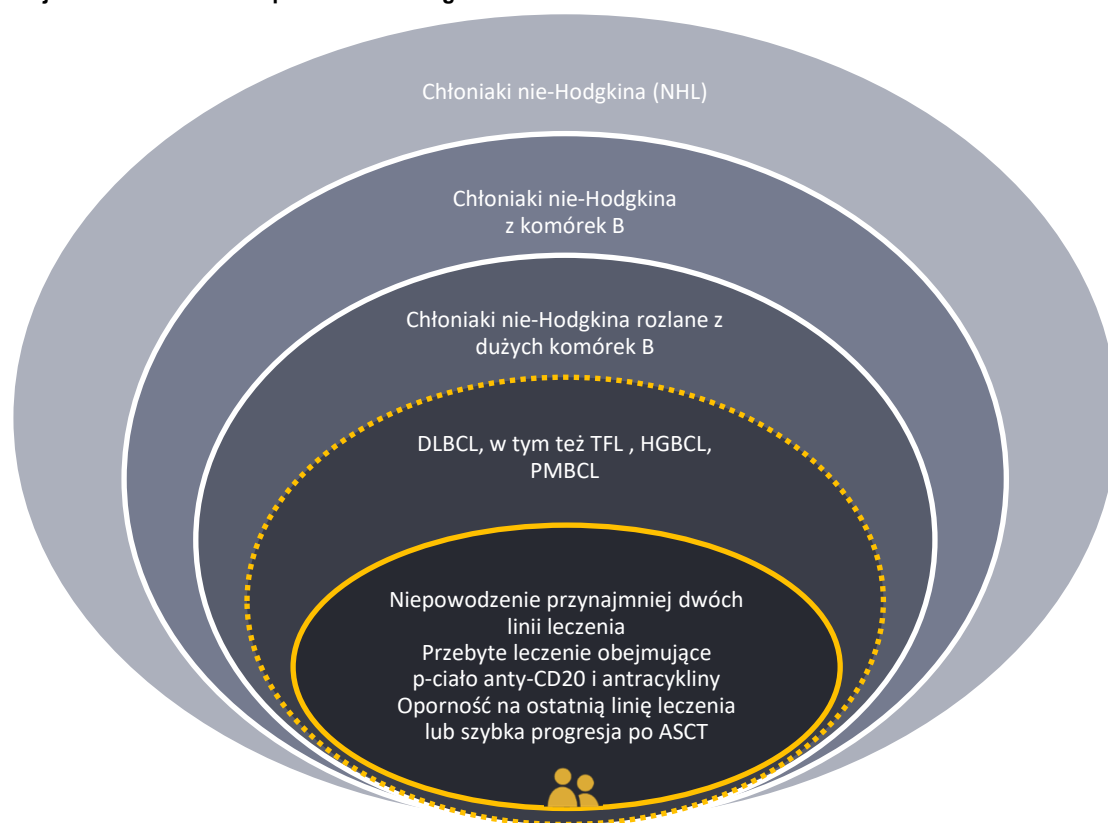 Chłoniaki nie-Hodgkina (NHL)
Chłoniaki nie-Hodgkina
z komórek B
Chłoniaki nie-Hodgkina rozlane z
dużych komórek B
DLBCL, w tym też TFL , HGBCL,
PMBCL
Niepowodzenie przynajmniej dwóch
linii leczenia
Przebyte leczenie obejmujące
p-ciało anty-CD20 i antracykliny
Oporność na ostatnią linię leczenia
lub szybka progresja po ASCT